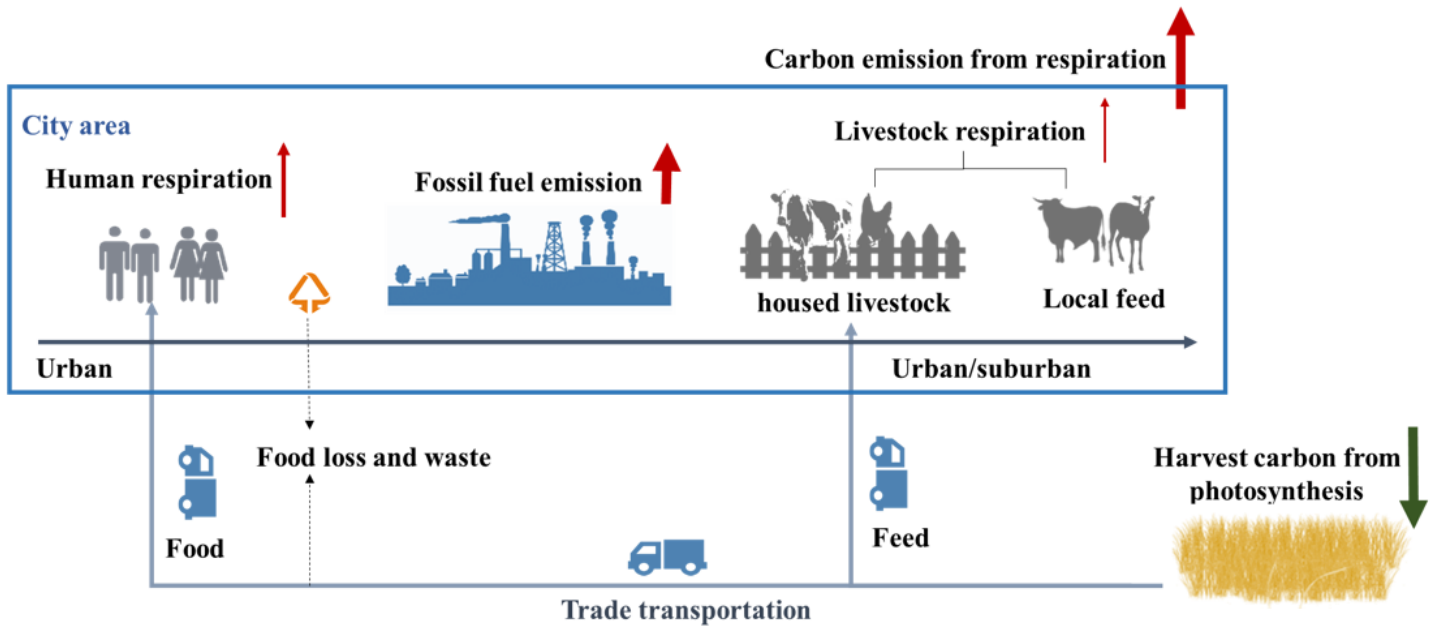 Carbon emission from respiration
City area
Livestock respiration
Human respiration
Fossil fuel emission
housed livestock
Local feed
Urban
Urban/suburban
Food loss and waste
Harvest carbon from
photosynthesis
Food
Feed
Trade transportation